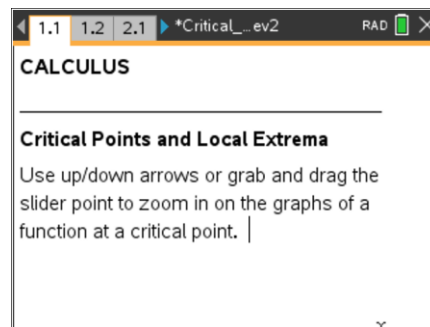 1.1 1.2 2.1 *Critical_...ev2 RAD
CALCULUS
Critical Points and Local Extrema
Use up/down arrows or grab and drag the
slider point to zoom in on the graphs of a
function at a critical point.